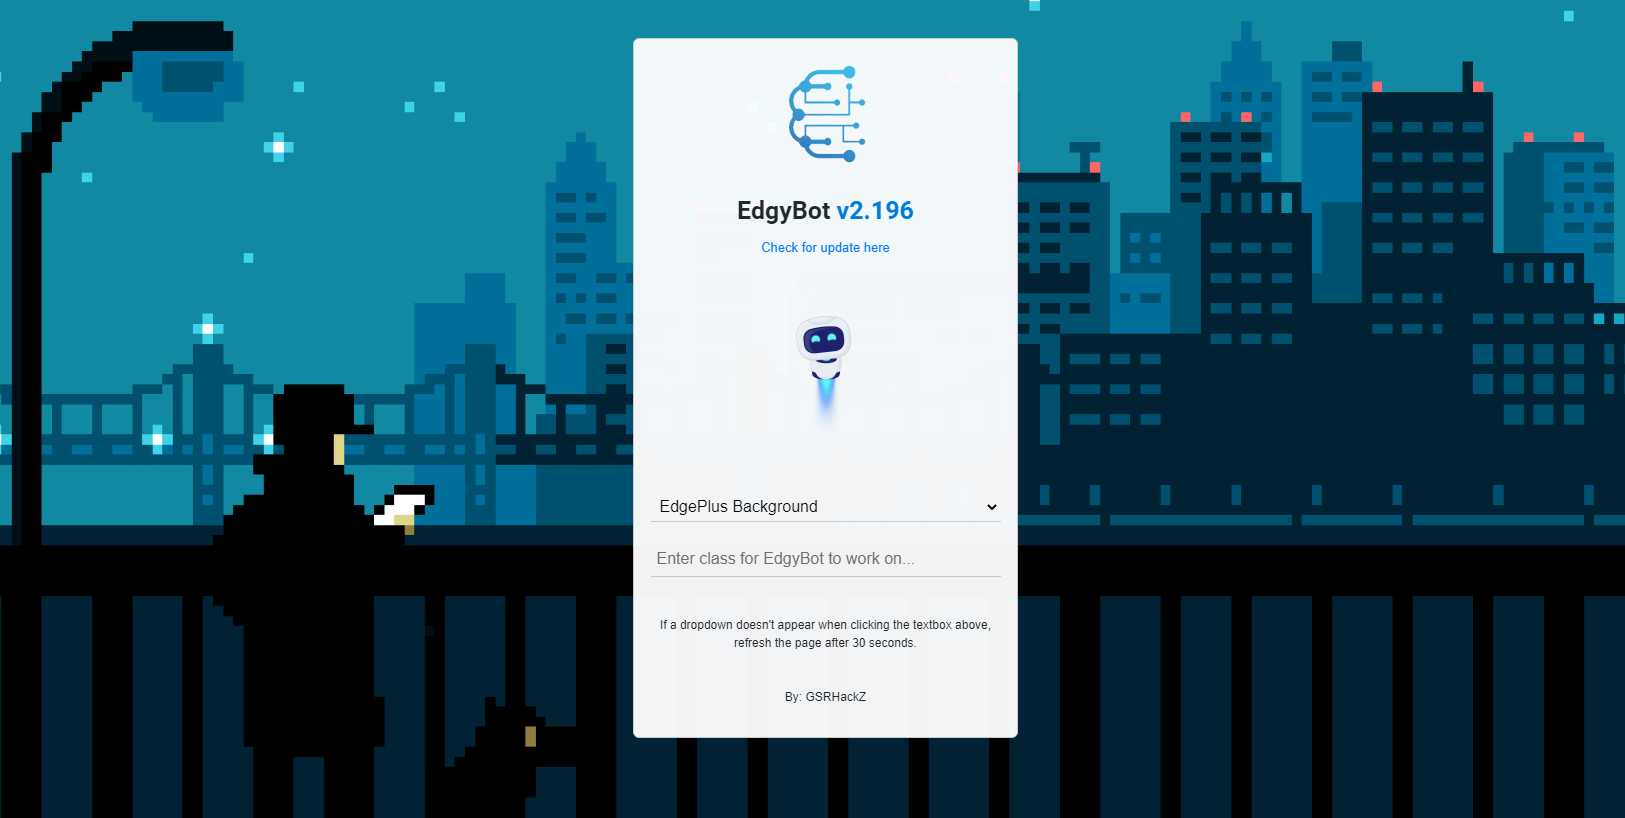 EdgyBot v2.196
Check for update here
EdgePlus Background
Enter class for EdgyBot to work on...
If a dropdown doesn't appear when clicking the textbox above,
refresh the page after 30 seconds.
By: GSRHackZ